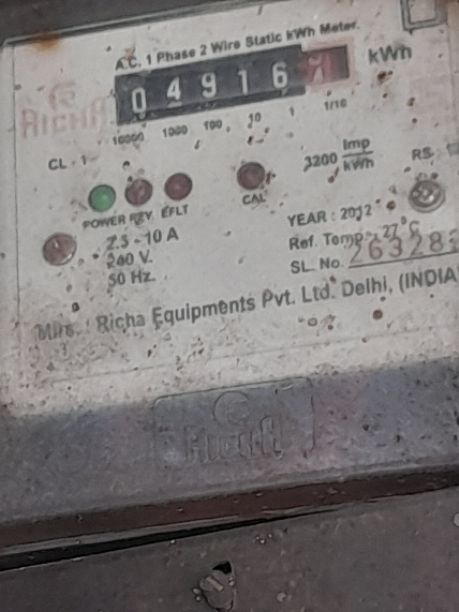 A.C. 1 Phase 2 Wire Static kWh Meter.
0 4 9 1 6 kWh
RICHA
10000 1000 100 10 1 1/10
CL. 1
3200 Imp/kWh
RS.
POWER REV EFLT CAL
YEAR : 2012
2.5 - 10 A
Ref. Temp. 27°C
240 V.
SL. No. 263283
50 Hz.
Mfrs. : Richa Equipments Pvt. Ltd. Delhi, (INDIA
RICHA